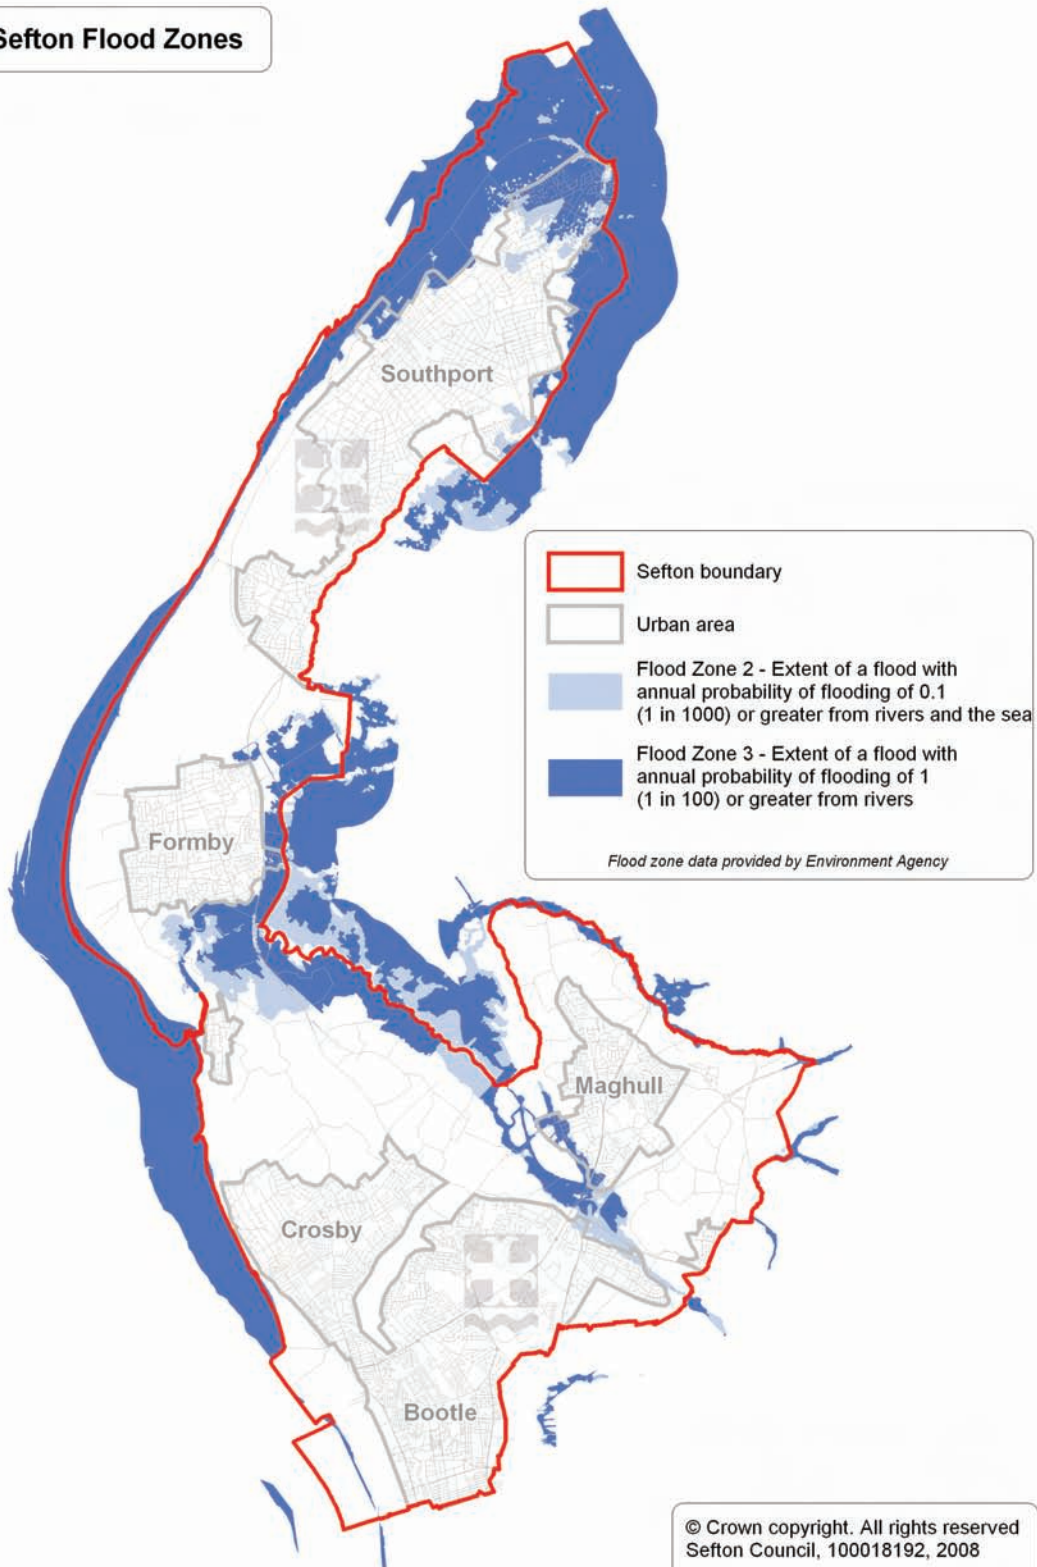 Sefton Flood Zones
Southport
Sefton boundary
Urban area
Flood Zone 2 - Extent of a flood with
annual probability of flooding of 0.1
(1 in 1000) or greater from rivers and the sea
Flood Zone 3 - Extent of a flood with
annual probability of flooding of 1
(1 in 100) or greater from rivers
Flood zone data provided by Environment Agency
Formby
Maghull
Crosby
Bootle
© Crown copyright. All rights reserved
Sefton Council, 100018192, 2008